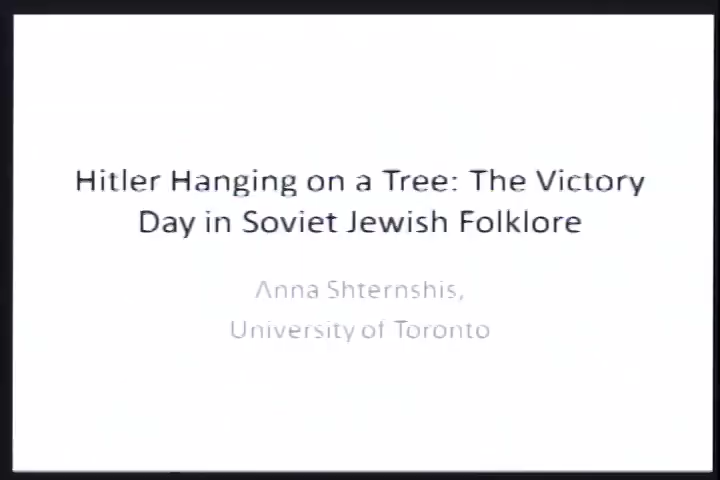 Hitler Hanging on a Tree: The Victory
Day in Soviet Jewish Folklore
Anna Shternshis,
University of Toronto